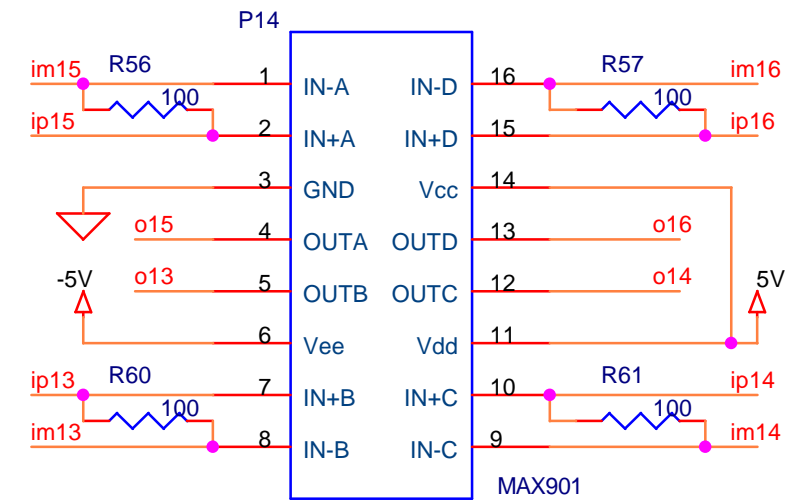 P14
im15 R56 1 IN-A IN-D 16 R57 im16
100 100
ip15 2 IN+A IN+D 15 ip16
3 GND Vcc 14
o15 4 OUTA OUTD 13 o16
-5V o13 5 OUTB OUTC 12 o14 5V
6 Vee Vdd 11
ip13 R60 7 IN+B IN+C 10 R61 ip14
100 100
im13 8 IN-B IN-C 9 im14
MAX901